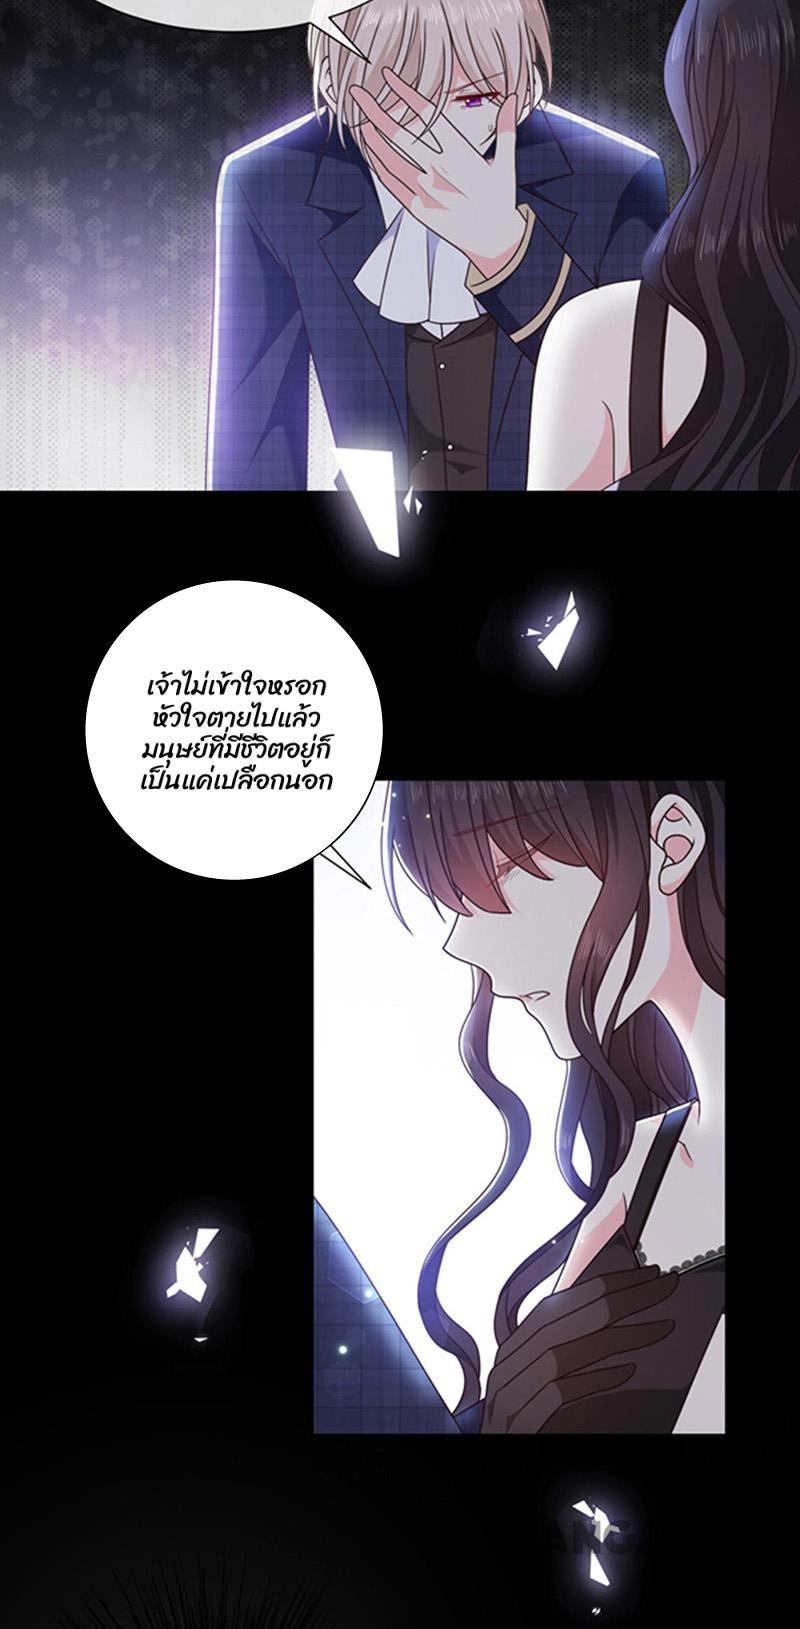 เจ้าไม่เข้าใจหรอก
หัวใจตายไปแล้ว
มนุษย์ที่มีชีวิตอยู่ก็
เป็นแค่เปลือกนอก